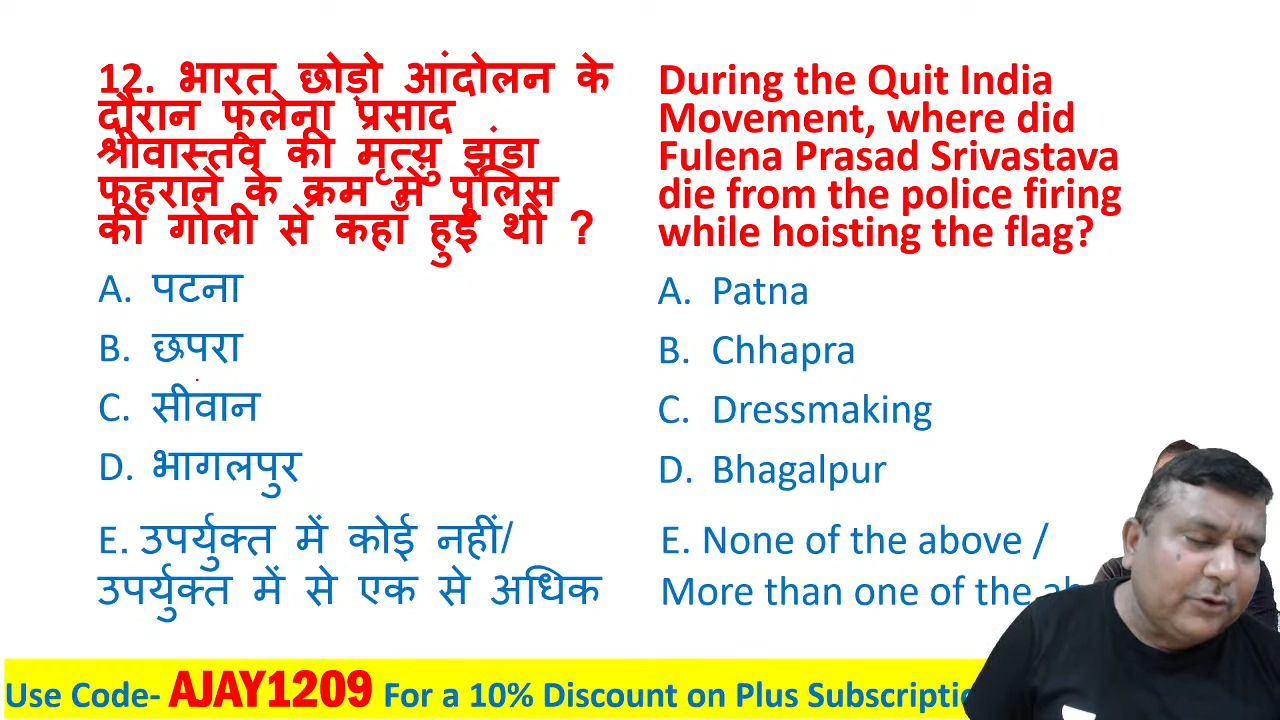 12. भारत छोड़ो आंदोलन के
दौरान फलेना प्रसाद
श्रीवास्तव की मृत्यु झंडा
फहराने के क्रम में पुलिस
की गोली से कहाँ हुई थी ?
A. पटना
B. छपरा
C. सीवान
D. भागलपुर
E. उपर्युक्त में कोई नहीं/
उपर्युक्त में से एक से अधिक
During the Quit India
Movement, where did
Fulena Prasad Srivastava
die from the police firing
while hoisting the flag?
A. Patna
B. Chhapra
C. Dressmaking
D. Bhagalpur
E. None of the above /
More than one of the
Use Code- AJAY1209 For a 10% Discount on Plus